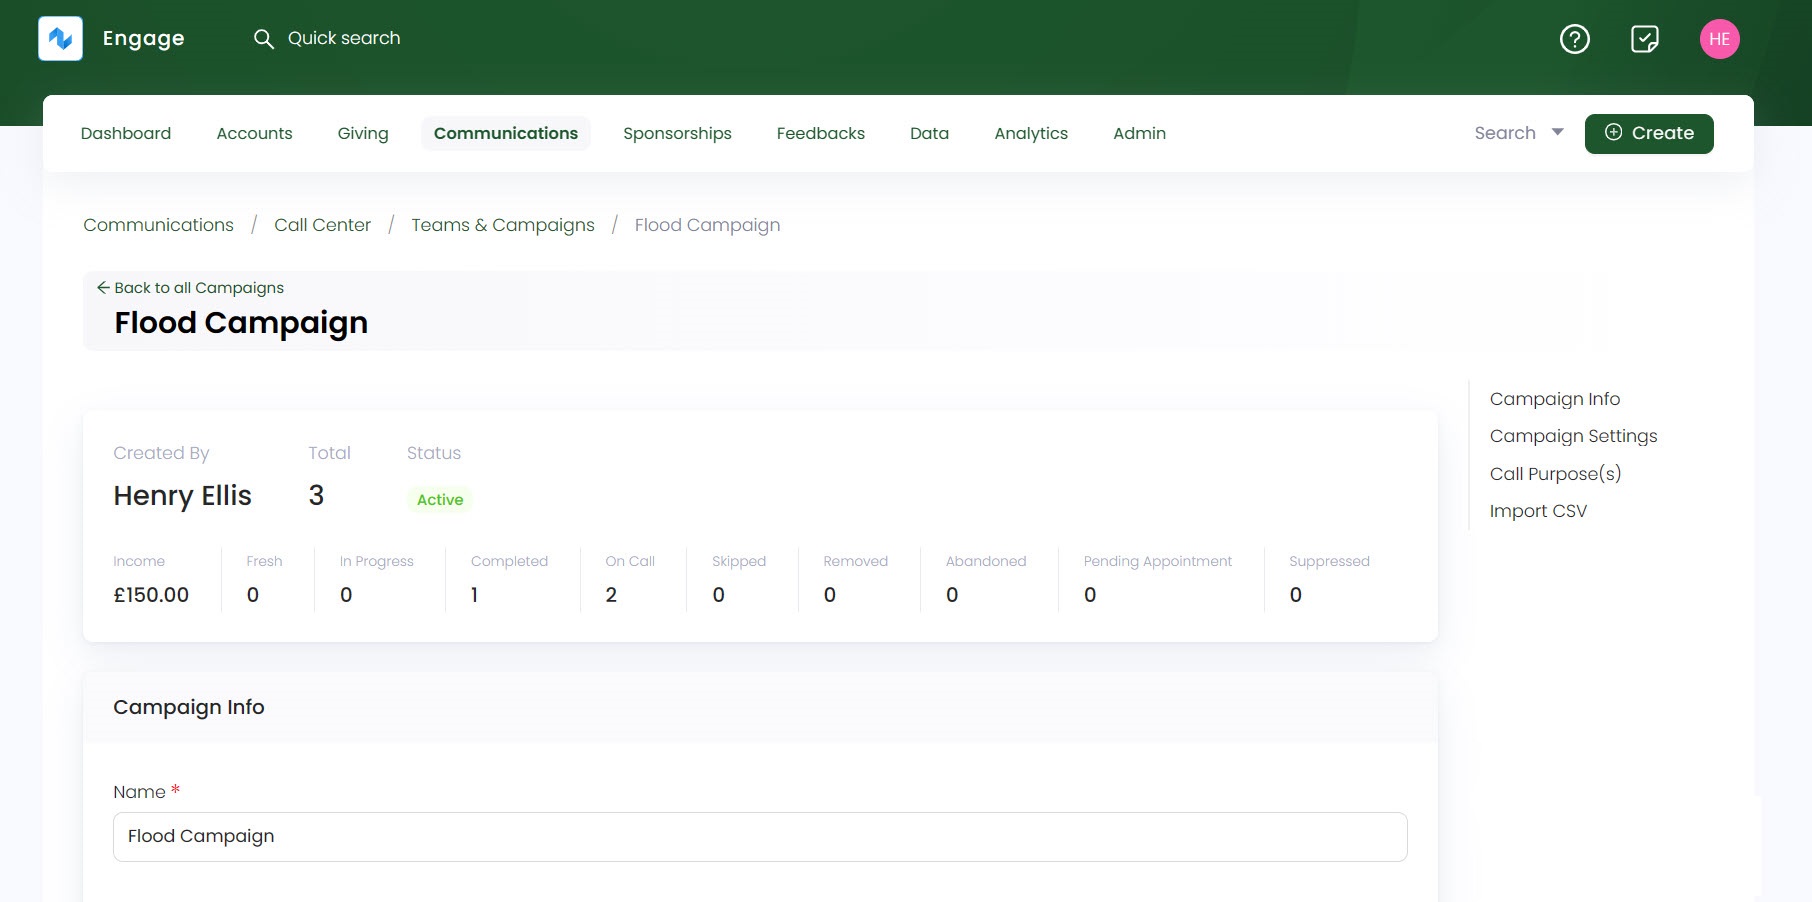 Engage
Quick search
HE
Dashboard Accounts Giving Communications Sponsorships Feedbacks Data Analytics Admin Search Create
Communications / Call Center / Teams & Campaigns / Flood Campaign
Back to all Campaigns
Flood Campaign
Created By Total Status
Henry Ellis 3 Active
Income Fresh In Progress Completed On Call Skipped Removed Abandoned Pending Appointment Suppressed
£150.00 0 0 1 2 0 0 0 0 0
Campaign Info
Campaign Settings
Call Purpose(s)
Import CSV
Campaign Info
Name *
Flood Campaign